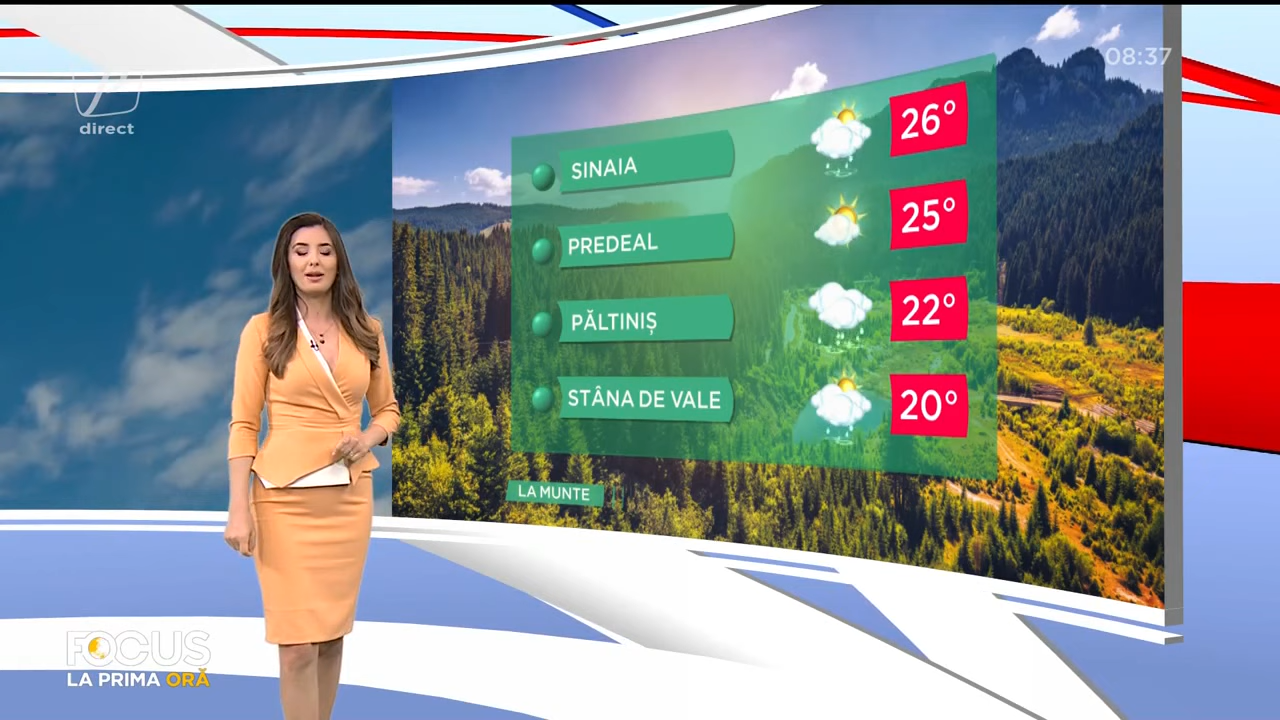 direct
08:37
SINAIA
26°
PREDEAL
25°
PĂLTINIȘ
22°
STÂNA DE VALE
20°
LA MUNTE
FOCUS
LA PRIMA ORĂ